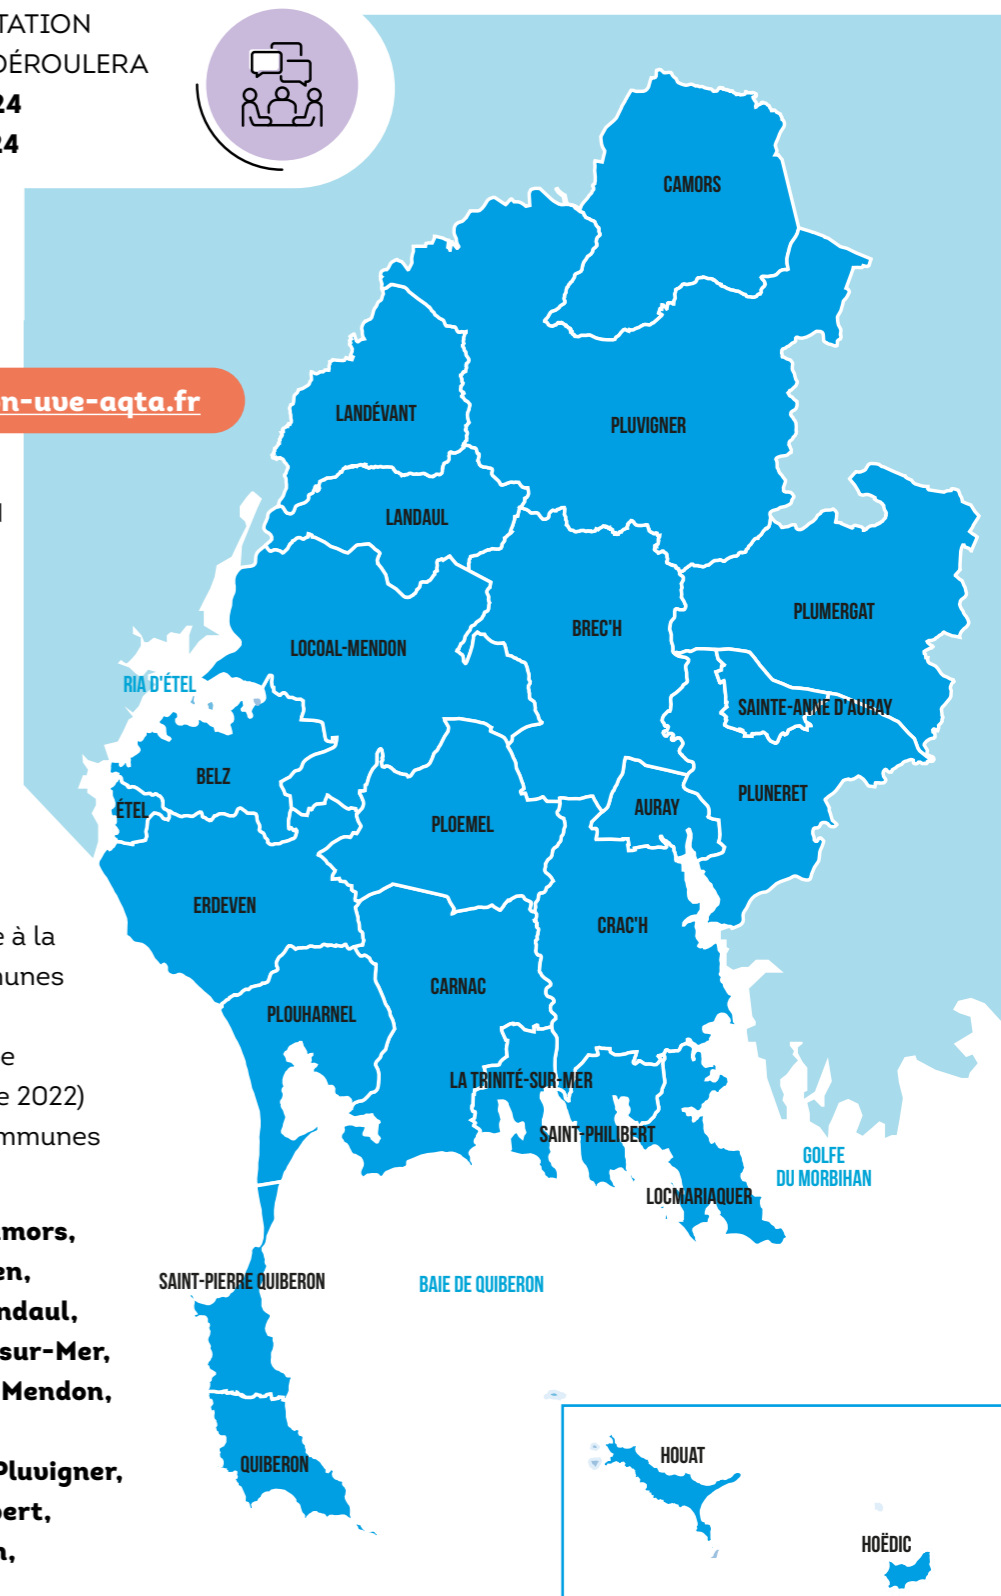 TATION
DÉROULERA
24
24
n-uve-aqta.fr
e à la
munes
e
e 2022)
mmunes
mors,
en,
ndaul,
sur-Mer,
Mendon,
Pluvigner,
bert,
n,
CAMORS
LANDÉVANT
PLUVIGNER
LANDAUL
PLUMERGAT
BREC'H
LOCOAL-MENDON
RIA D'ÉTEL
SAINTE-ANNE D'AURAY
BELZ
PLUNERET
AURAY
ÉTEL
PLOEMEL
ERDEVEN
CRAC'H
CARNAC
PLOUHARNEL
LA TRINITÉ-SUR-MER
SAINT-PHILIBERT
GOLFE
DU MORBIHAN
LOCMARIAQUER
SAINT-PIERRE QUIBERON
BAIE DE QUIBERON
QUIBERON
HOUAT
HOËDIC